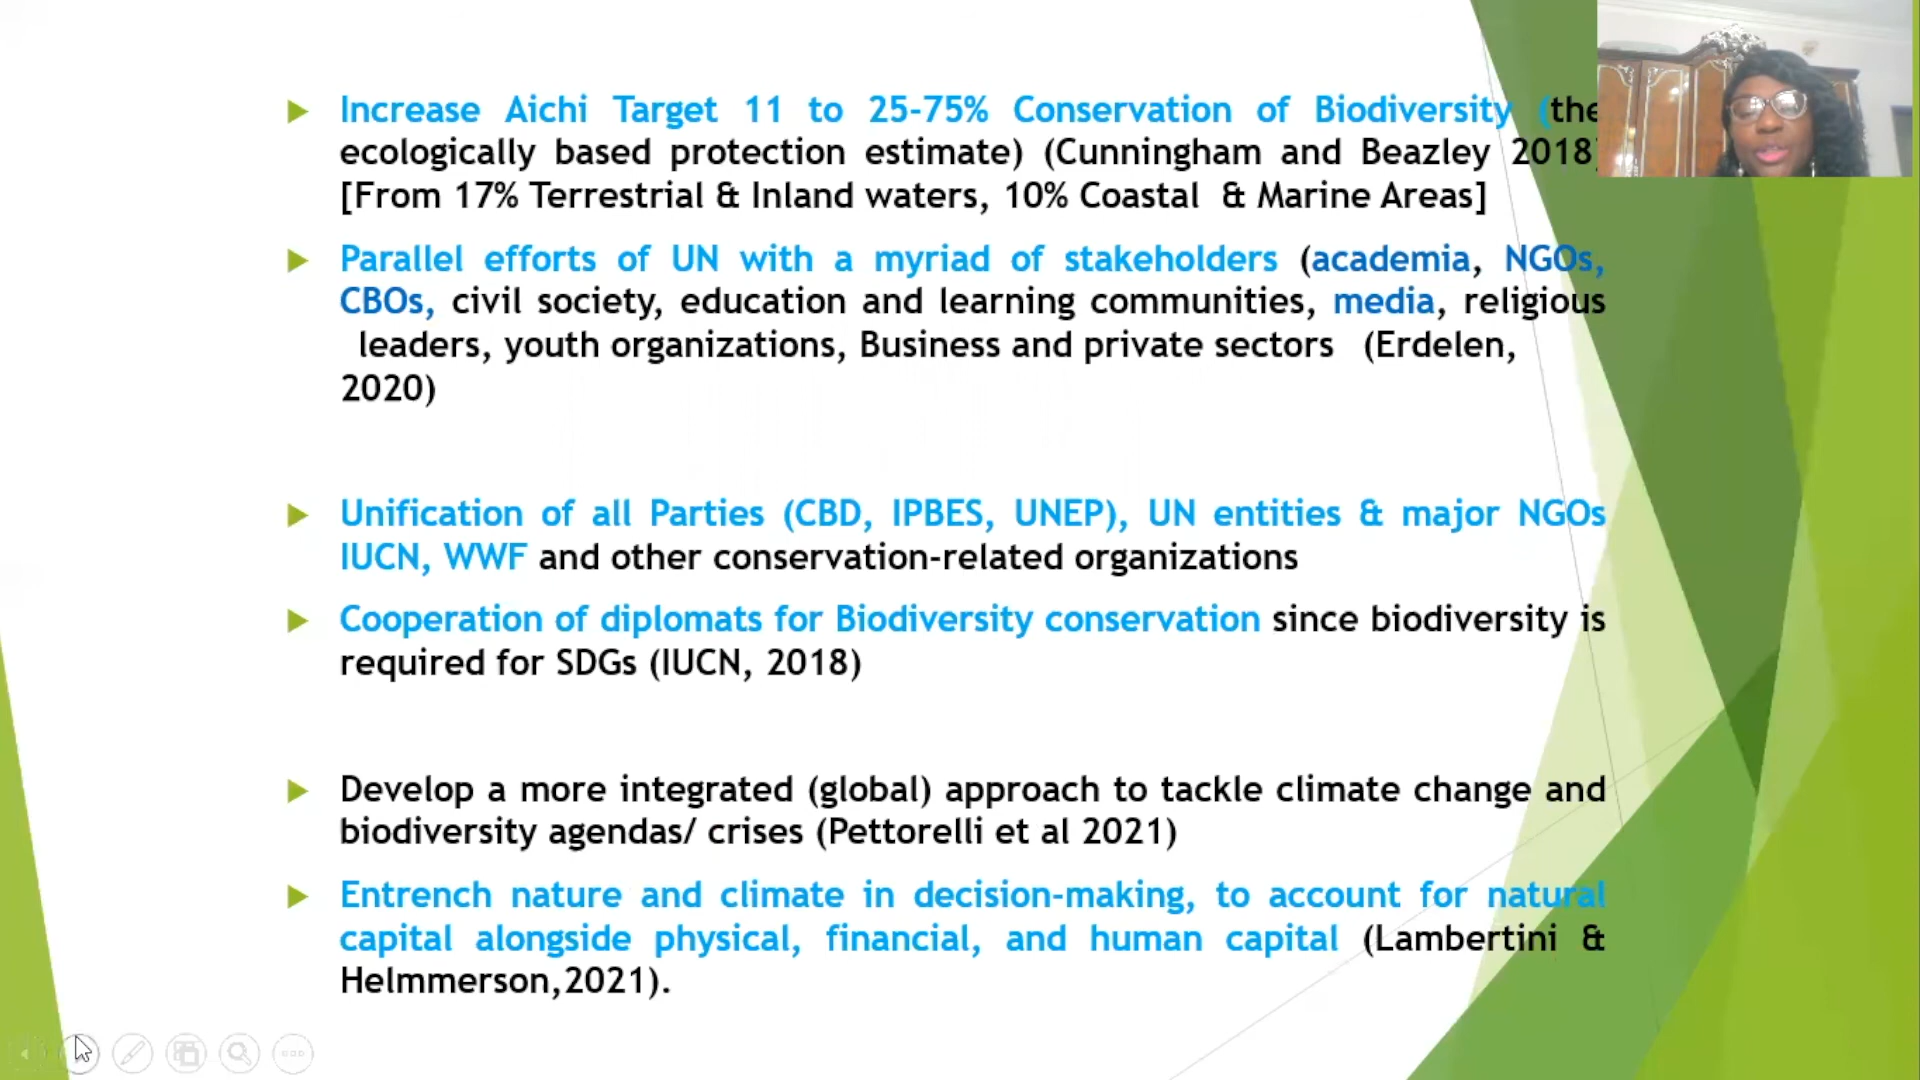 Increase Aichi Target 11 to 25-75% Conservation of Biodiversity (the
ecologically based protection estimate) (Cunningham and Beazley 2018)
[From 17% Terrestrial & Inland waters, 10% Coastal & Marine Areas]
Parallel efforts of UN with a myriad of stakeholders (academia, NGOs,
CBOs, civil society, education and learning communities, media, religious
leaders, youth organizations, Business and private sectors (Erdelen,
2020)
Unification of all Parties (CBD, IPBES, UNEP), UN entities & major NGOs
IUCN, WWF and other conservation-related organizations
Cooperation of diplomats for Biodiversity conservation since biodiversity is
required for SDGs (IUCN, 2018)
Develop a more integrated (global) approach to tackle climate change and
biodiversity agendas/ crises (Pettorelli et al 2021)
Entrench nature and climate in decision-making, to account for natural
capital alongside physical, financial, and human capital (Lambertini &
Helmmerson,2021).